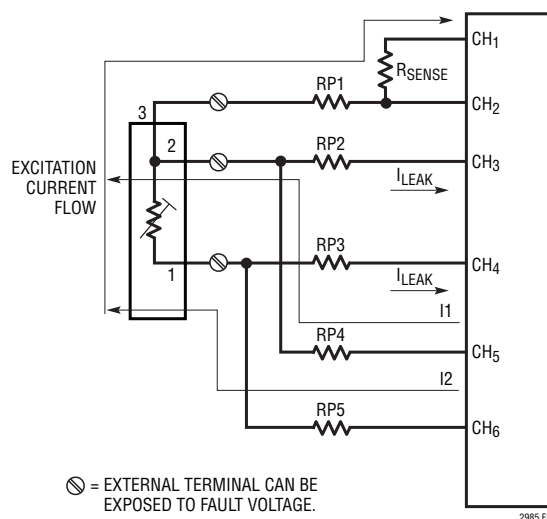 CH1
RSENSE
RP1
CH2
3
2
RP2
CH3
EXCITATION
CURRENT
FLOW
ILEAK
RP3
1
CH4
ILEAK
I1
RP4
CH5
I2
RP5
CH6
= EXTERNAL TERMINAL CAN BE
EXPOSED TO FAULT VOLTAGE.